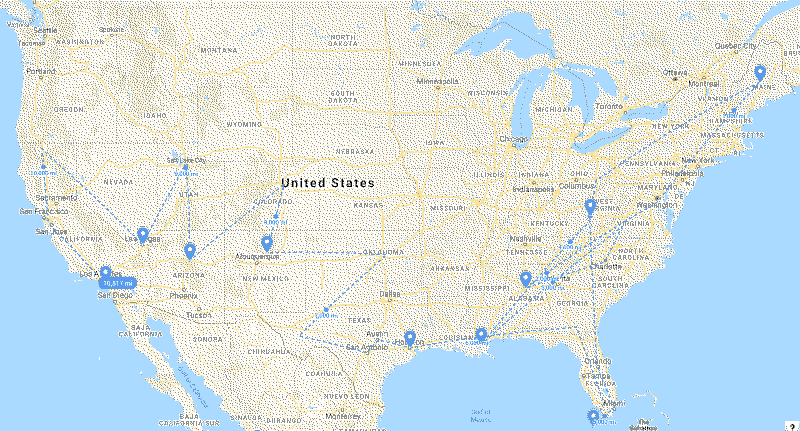 Seattle
Spokane
Tacoma
WASHINGTON
NORTH
DAKOTA
MONTANA
MINNESOTA
Quebec City
Ottawa
Montreal
MAINE
Portland
Minneapolis
SOUTH
DAKOTA
WISCONSIN
MICHIGAN
Toronto
VERMONT
OREGON
IDAHO
WYOMING
NEW YORK
HAMPSHIRE
MASSACHUSETTS
Chicago
IOWA
NEBRASKA
Salt Lake City
PENNSYLVANIA
New York
Philadelphia
NEVADA
UTAH
United States
ILLINOIS
INDIANA
OHIO
Indianapolis
Columbus
MARYLAND
NJ
Sacramento
San Francisco
San Jose
COLORADO
KANSAS
MISSOURI
WEST
VIRGINIA
Washington
KENTUCKY
VIRGINIA
CALIFORNIA
Las Vegas
Nashville
TENNESSEE
NORTH
CAROLINA
Albuquerque
OKLAHOMA
ARKANSAS
Charlotte
Los Angeles
10,817 mi
San Diego
ARIZONA
Phoenix
NEW MEXICO
MISSISSIPPI
ALABAMA
SOUTH
CAROLINA
GEORGIA
Dallas
Tucson
TEXAS
BAJA
CALIFORNIA
SONORA
CHIHUAHUA
Austin
San Antonio
Houston
LOUISIANA
COAHUILA
Orlando
Tampa
FLORIDA
NUEVO LEON
Monterrey
Miami
Gulf of
Mexico
The
Bahamas
BAJA
CALIFORNIA SUR
SINALOA
DURANGO
?